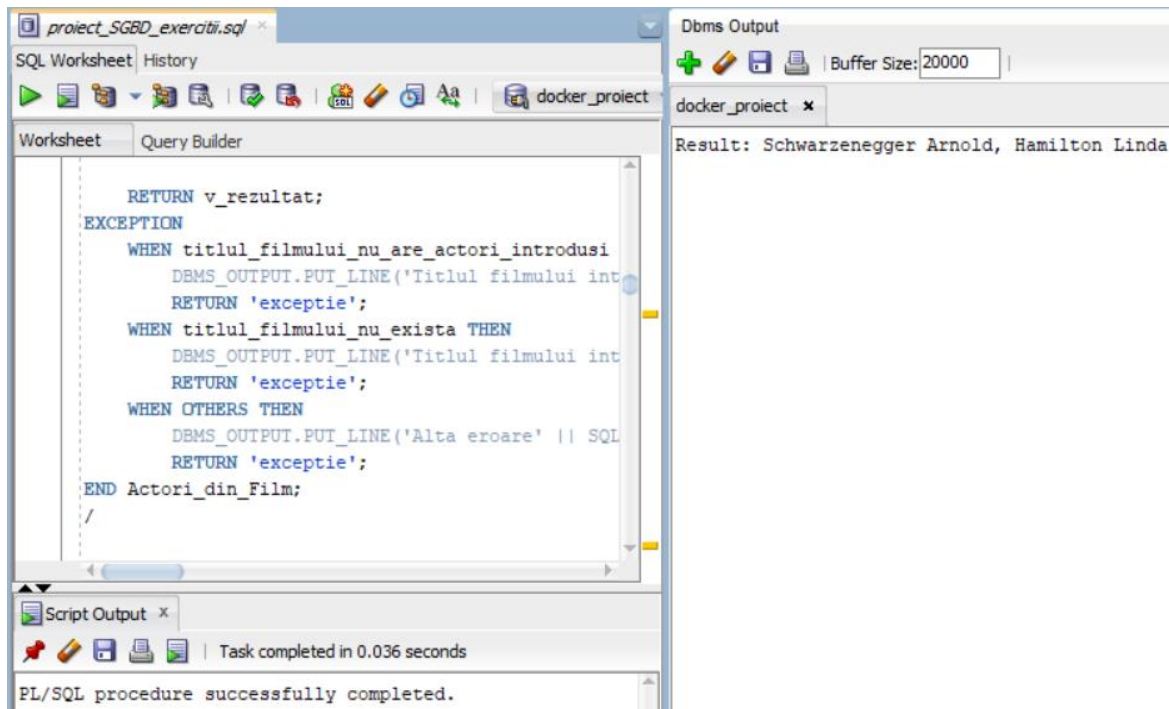 proiect_SGBD_exercitii.sql
SQL Worksheet History
docker_proiect
Worksheet Query Builder
RETURN v_rezultat;
EXCEPTION
WHEN titlul_filmului_nu_are_actori_introdusi
DBMS_OUTPUT.PUT_LINE('Titlul filmului int
RETURN 'exceptie';
WHEN titlul_filmului_nu_exista THEN
DBMS_OUTPUT.PUT_LINE('Titlul filmului int
RETURN 'exceptie';
WHEN OTHERS THEN
DBMS_OUTPUT.PUT_LINE('Alta eroare' || SQL
RETURN 'exceptie';
END Actori_din_Film;
/
Script Output
Task completed in 0.036 seconds
PL/SQL procedure successfully completed.
Dbms Output
Buffer Size: 20000
docker_proiect
Result: Schwarzenegger Arnold, Hamilton Linda